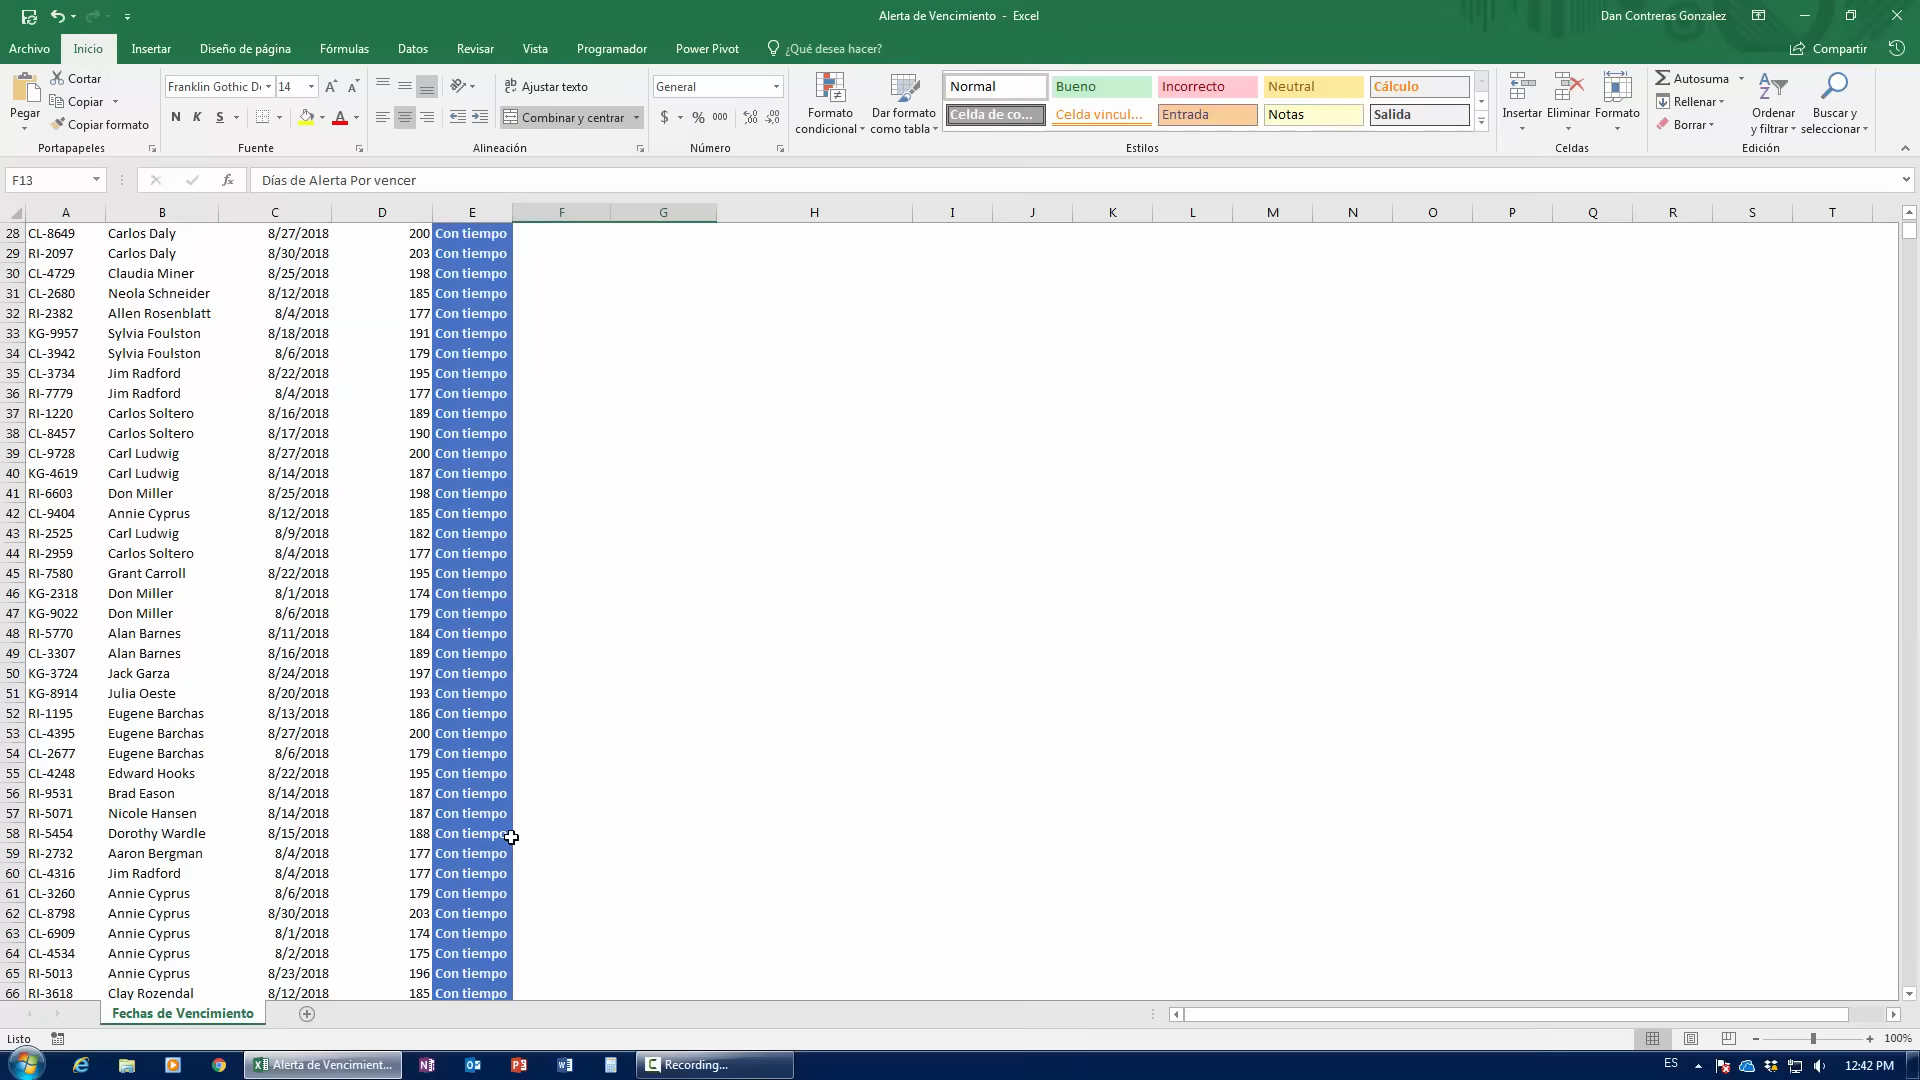 Alerta de Vencimiento - Excel
Dan Contreras Gonzalez
Archivo Inicio Insertar Diseño de página Fórmulas Datos Revisar Vista Programador Power Pivot ¿Qué desea hacer? Compartir
Pegar Cortar Copiar Copiar formato
Portapapeles
Franklin Gothic D 14
N K S
Fuente
Ajustar texto
Combinar y centrar
Alineación
General
$ % 000
Número
Formato condicional
Dar formato como tabla
Normal Bueno Incorrecto Neutral Cálculo
Celda de co... Celda vincul... Entrada Notas Salida
Estilos
Insertar Eliminar Formato
Celdas
Autosuma
Rellenar
Borrar
Ordenar y filtrar
Buscar y seleccionar
Edición
F13 fx Días de Alerta Por vencer
A B C D E F G H I J K L M N O P Q R S T
28 CL-8649 Carlos Daly 8/27/2018 200 Con tiempo
29 RI-2097 Carlos Daly 8/30/2018 203 Con tiempo
30 CL-4729 Claudia Miner 8/25/2018 198 Con tiempo
31 CL-2680 Neola Schneider 8/12/2018 185 Con tiempo
32 RI-2382 Allen Rosenblatt 8/4/2018 177 Con tiempo
33 KG-9957 Sylvia Foulston 8/18/2018 191 Con tiempo
34 CL-3942 Sylvia Foulston 8/6/2018 179 Con tiempo
35 CL-3734 Jim Radford 8/22/2018 195 Con tiempo
36 RI-7779 Jim Radford 8/4/2018 177 Con tiempo
37 RI-1220 Carlos Soltero 8/16/2018 189 Con tiempo
38 CL-8457 Carlos Soltero 8/17/2018 190 Con tiempo
39 CL-9728 Carl Ludwig 8/27/2018 200 Con tiempo
40 KG-4619 Carl Ludwig 8/14/2018 187 Con tiempo
41 RI-6603 Don Miller 8/25/2018 198 Con tiempo
42 CL-9404 Annie Cyprus 8/12/2018 185 Con tiempo
43 RI-2525 Carl Ludwig 8/9/2018 182 Con tiempo
44 RI-2959 Carlos Soltero 8/4/2018 177 Con tiempo
45 RI-7580 Grant Carroll 8/22/2018 195 Con tiempo
46 KG-2318 Don Miller 8/1/2018 174 Con tiempo
47 KG-9022 Don Miller 8/6/2018 179 Con tiempo
48 RI-5770 Alan Barnes 8/11/2018 184 Con tiempo
49 CL-3307 Alan Barnes 8/16/2018 189 Con tiempo
50 KG-3724 Jack Garza 8/24/2018 197 Con tiempo
51 KG-8914 Julia Oeste 8/20/2018 193 Con tiempo
52 RI-1195 Eugene Barchas 8/13/2018 186 Con tiempo
53 CL-4395 Eugene Barchas 8/27/2018 200 Con tiempo
54 CL-2677 Eugene Barchas 8/6/2018 179 Con tiempo
55 CL-4248 Edward Hooks 8/22/2018 195 Con tiempo
56 RI-9531 Brad Eason 8/14/2018 187 Con tiempo
57 RI-5071 Nicole Hansen 8/14/2018 187 Con tiempo
58 RI-5454 Dorothy Wardle 8/15/2018 188 Con tiempo
59 RI-2732 Aaron Bergman 8/4/2018 177 Con tiempo
60 CL-4316 Jim Radford 8/4/2018 177 Con tiempo
61 CL-3260 Annie Cyprus 8/6/2018 179 Con tiempo
62 CL-8798 Annie Cyprus 8/30/2018 203 Con tiempo
63 CL-6909 Annie Cyprus 8/1/2018 174 Con tiempo
64 CL-4534 Annie Cyprus 8/2/2018 175 Con tiempo
65 RI-5013 Annie Cyprus 8/23/2018 196 Con tiempo
66 RI-3618 Clay Rozendal 8/12/2018 185 Con tiempo
Fechas de Vencimiento
Listo
100%
Alerta de Vencimient... Recording... ES 12:42 PM